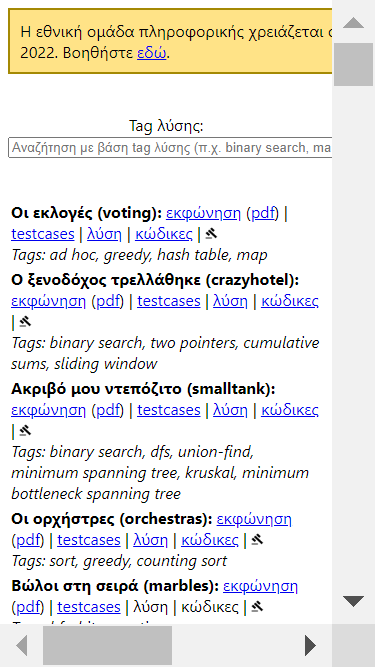 Η εθνική ομάδα πληροφορικής χρειάζεται
2022. Βοηθήστε εδώ.
Tag λύσης:
Αναζήτηση με βάση tag λύσης (π.χ. binary search, ma
Οι εκλογές (voting): εκφώνηση (pdf) |
testcases | λύση | κώδικες |
Tags: ad hoc, greedy, hash table, map
Ο ξενοδόχος τρελλάθηκε (crazyhotel):
εκφώνηση (pdf) | testcases | λύση | κώδικες
|
Tags: binary search, two pointers, cumulative
sums, sliding window
Ακριβό μου ντεπόζιτο (smalltank):
εκφώνηση (pdf) | testcases | λύση | κώδικες
|
Tags: binary search, dfs, union-find,
minimum spanning tree, kruskal, minimum
bottleneck spanning tree
Οι ορχήστρες (orchestras): εκφώνηση
(pdf) | testcases | λύση | κώδικες |
Tags: sort, greedy, counting sort
Βώλοι στη σειρά (marbles): εκφώνηση
(pdf) | testcases | λύση | κώδικες |